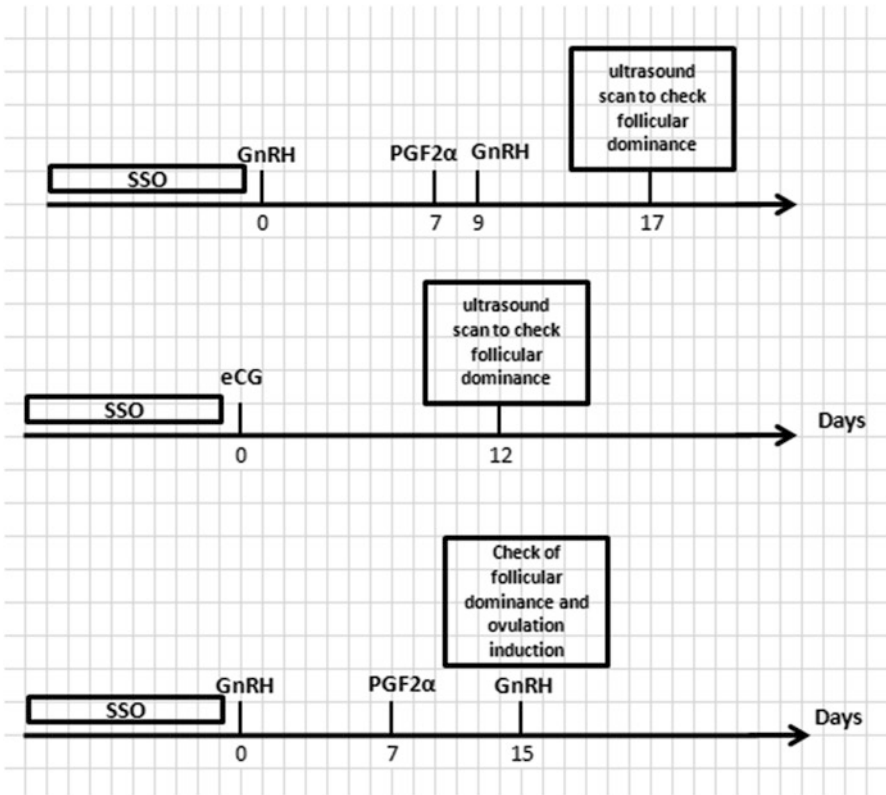 ultrasound
scan to check
follicular
dominance
GnRH PGF2α GnRH
SSO
0 7 9 17
ultrasound
scan to check
follicular
dominance
eCG
SSO
Days
0 12
Check of
follicular
dominance and
ovulation
induction
GnRH PGF2α GnRH
SSO
Days
0 7 15